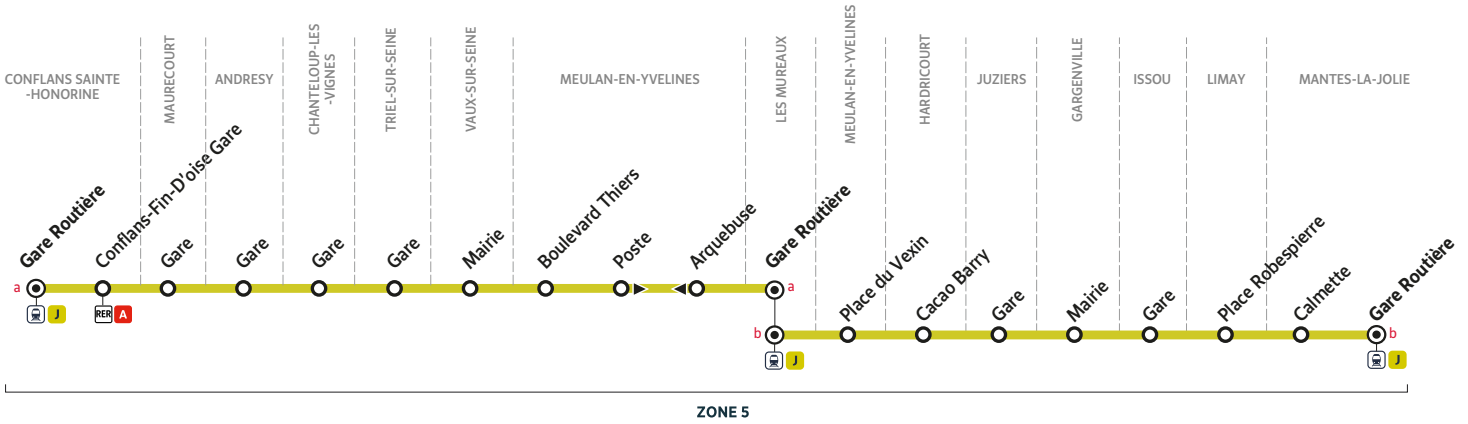 CONFLANS SAINTE
-HONORINE
MAURECOURT
ANDRESY
CHANTELOUP-LES
-VIGNES
TRIEL-SUR-SEINE
VAUX-SUR-SEINE
MEULAN-EN-YVELINES
LES MUREAUX
MEULAN-EN-YVELINES
HARDRICOURT
JUZIERS
GARGENVILLE
ISSOU
LIMAY
MANTES-LA-JOLIE
Gare Routière
Conflans-Fin-D'oise Gare
Gare
Gare
Gare
Gare
Mairie
Boulevard Thiers
Poste
Arquebuse
Gare Routière
a
a
J
RER A
Place du Vexin
Cacao Barry
Gare
Mairie
Gare
Place Robespierre
Calmette
Gare Routière
b
b
J
J
ZONE 5